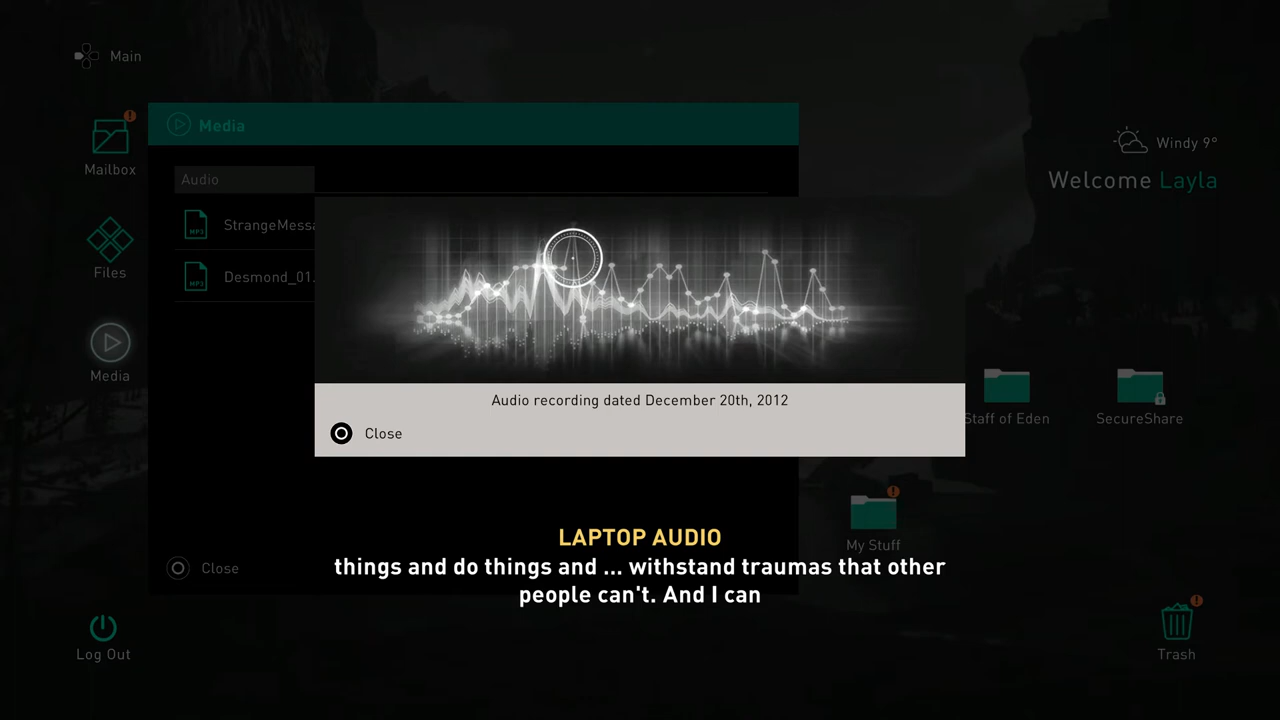 Main
Mailbox
Files
Media
Log Out
Media
Audio
MP3
StrangeMessa
MP3
Desmond_01.
Close
Windy 9°
Welcome Layla
Audio recording dated December 20th, 2012
Close
Staff of Eden
SecureShare
My Stuff
Trash
LAPTOP AUDIO
things and do things and ... withstand traumas that other
people can't. And I can